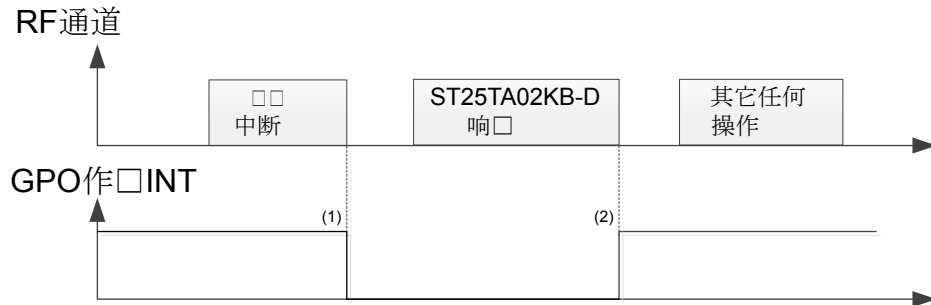 RF通道
□□
中断
ST25TA02KB-D
响□
其它任何
操作
GPO作□INT
(1)
(2)